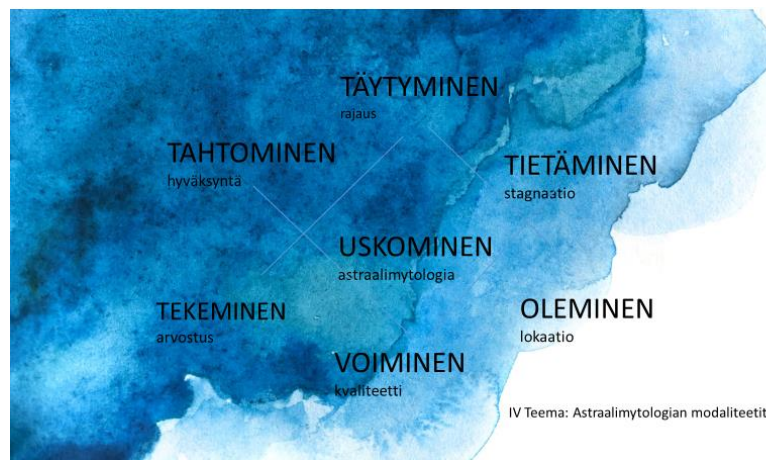 TÄYTYMINEN
rajaus
TAHTOMINEN
hyväksyntä
TIETÄMINEN
stagnaatio
USKOMINEN
astraalimytologia
TEKEMINEN
arvostus
OLEMINEN
lokaatio
VOIMINEN
kvaliteetti
IV Teema: Astraalimytologian modaliteetit